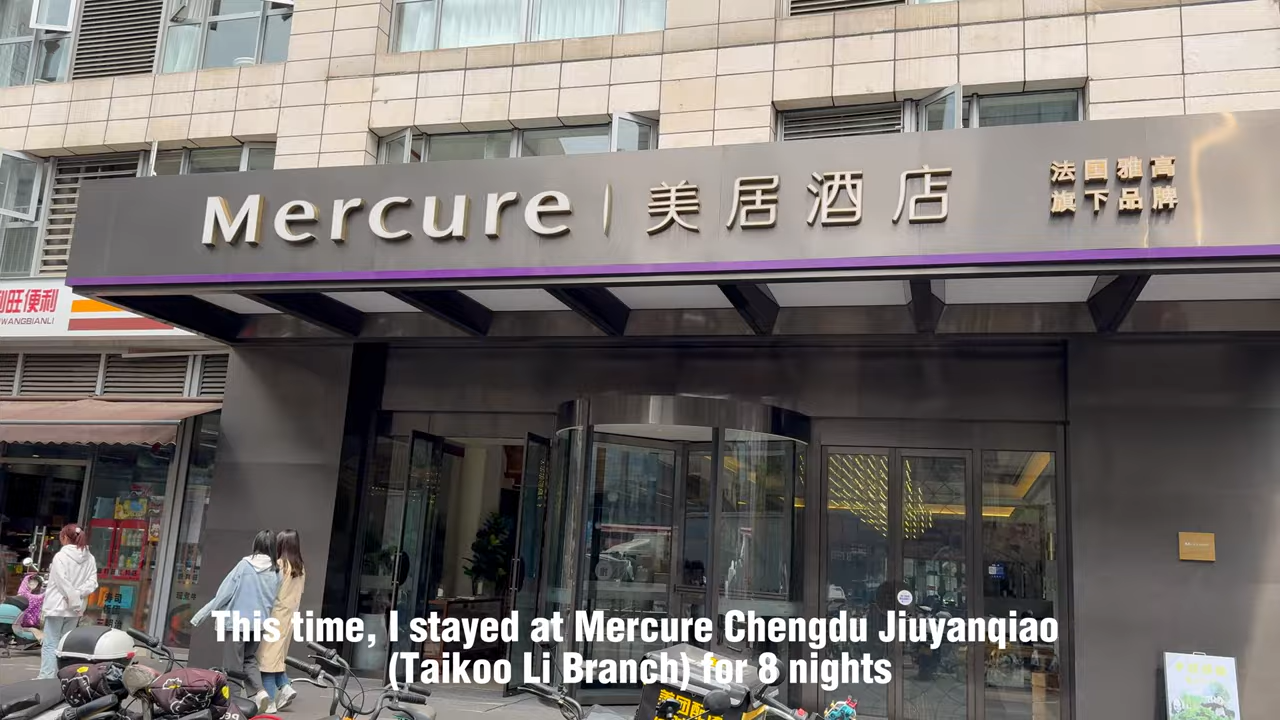 Mercure | 美居酒店
法国雅高
旗下品牌
利旺便利
WANGBIANLI
This time, I stayed at Mercure Chengdu Jiuyanqiao
(Taikoo Li Branch) for 8 nights